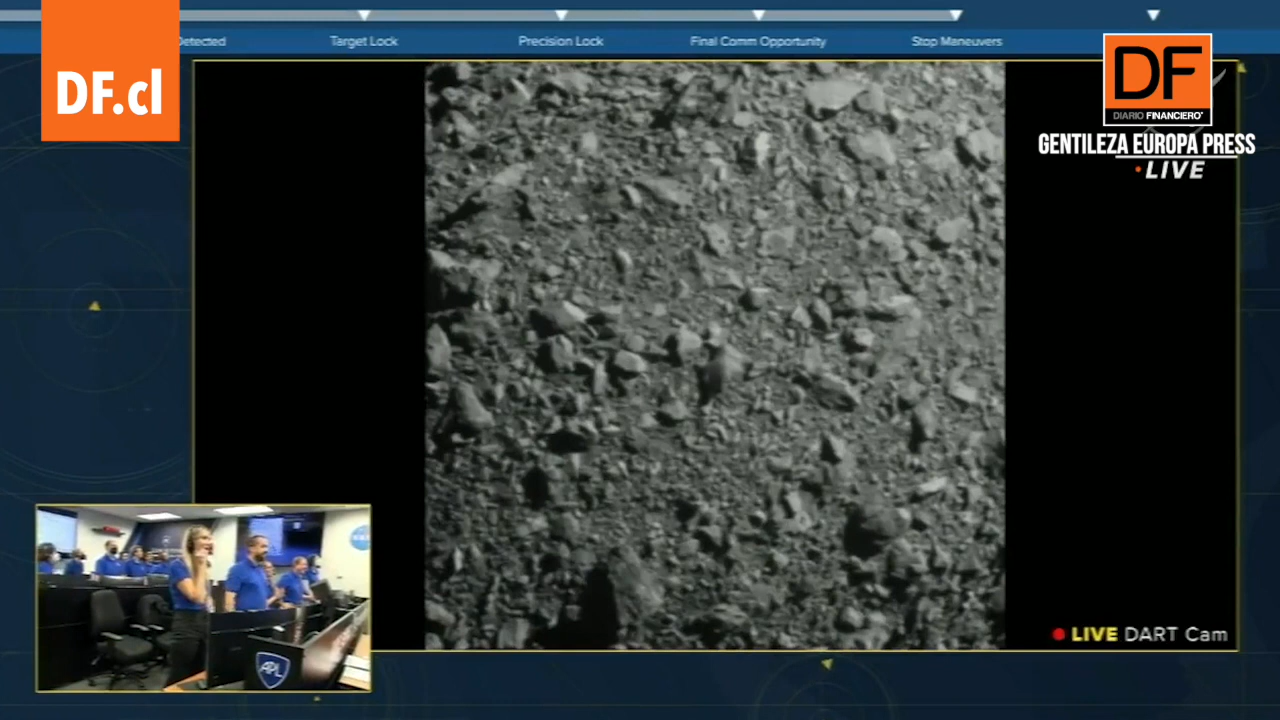 Detected
Target Lock
Precision Lock
Final Comm Opportunity
Stop Maneuvers
DF.cl
DF
DIARIO FINANCIERO
GENTILEZA EUROPA PRESS
LIVE
LIVE DART Cam
APL